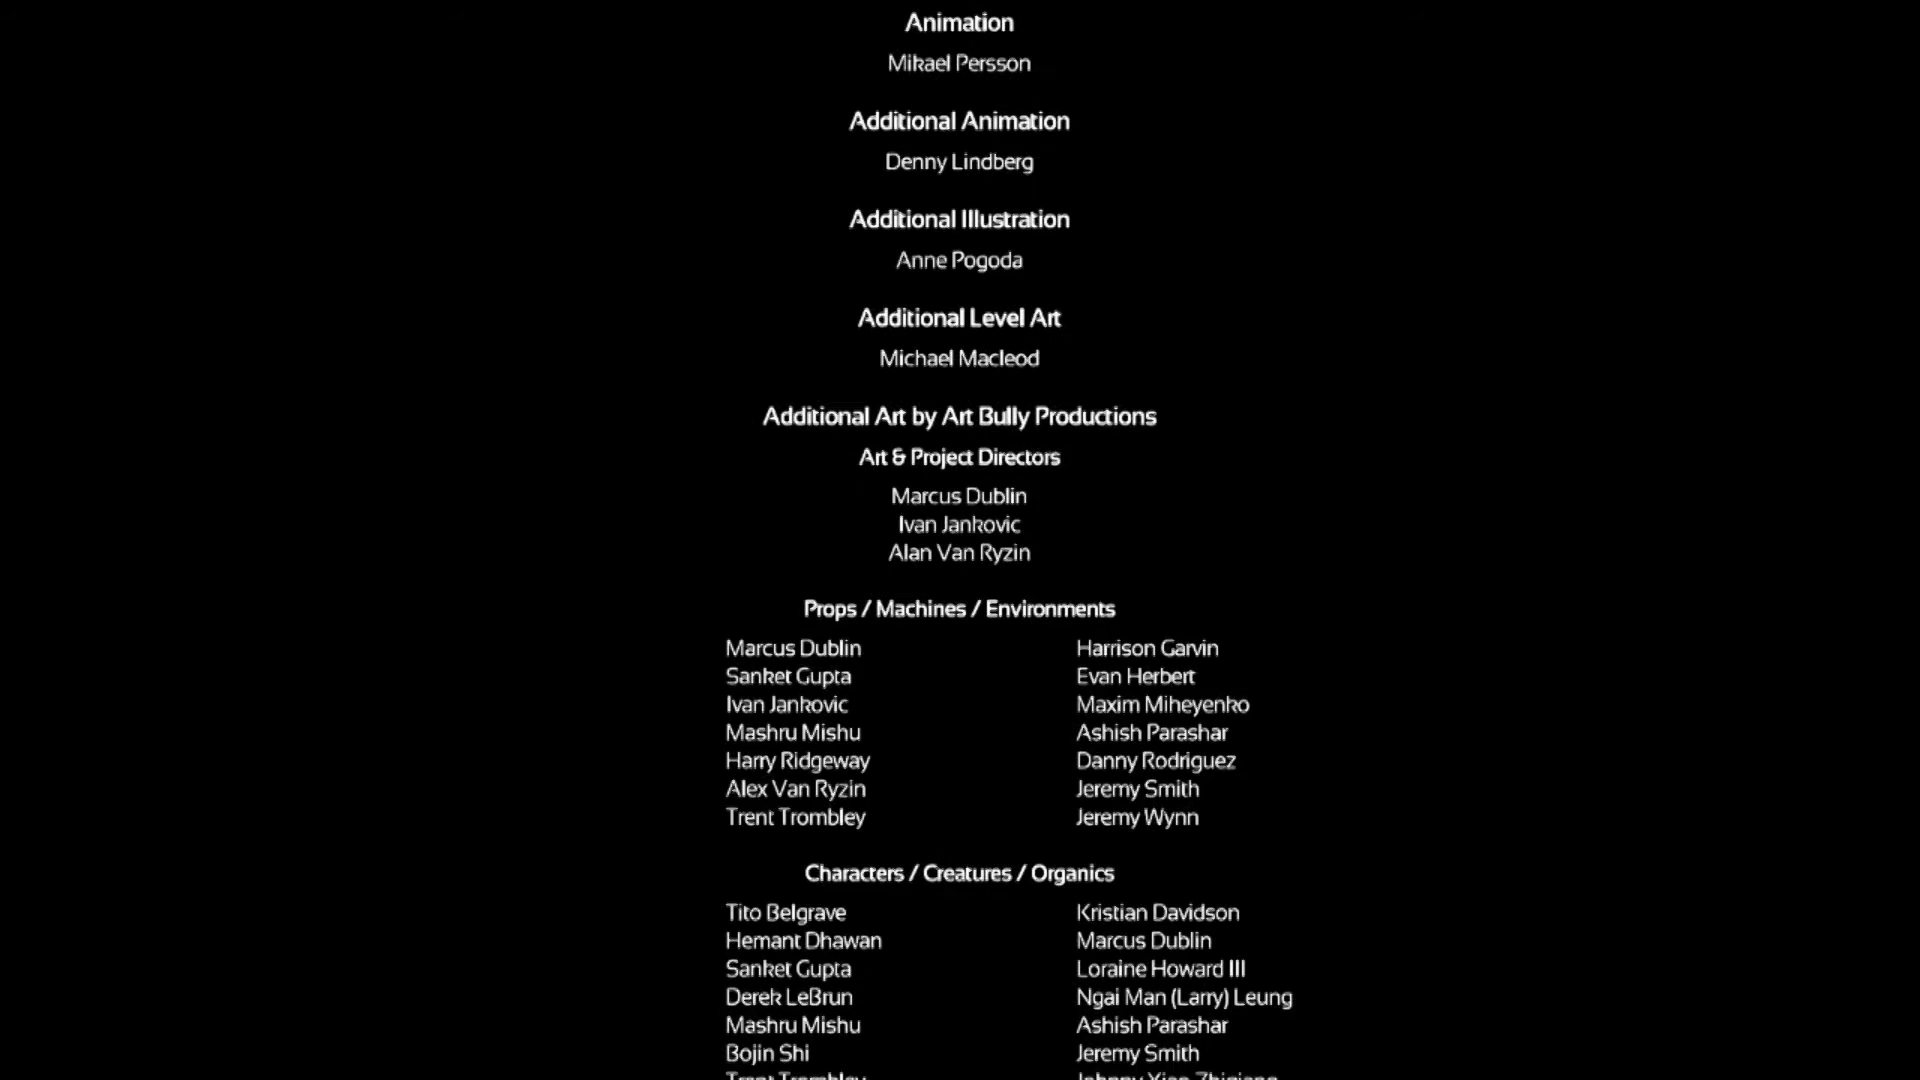 Animation
Mikael Persson
Additional Animation
Denny Lindberg
Additional Illustration
Anne Pogoda
Additional Level Art
Michael Macleod
Additional Art by Art Bully Productions
Art & Project Directors
Marcus Dublin
Ivan Jankovic
Alan Van Ryzin
Props / Machines / Environments
Marcus Dublin Harrison Garvin
Sanket Gupta Evan Herbert
Ivan Jankovic Maxim Miheyenko
Mashru Mishu Ashish Parashar
Harry Ridgeway Danny Rodriguez
Alex Van Ryzin Jeremy Smith
Trent Trombley Jeremy Wynn
Characters / Creatures / Organics
Tito Belgrave Kristian Davidson
Hemant Dhawan Marcus Dublin
Sanket Gupta Loraine Howard III
Derek LeBrun Ngai Man (Larry) Leung
Mashru Mishu Ashish Parashar
Bojin Shi Jeremy Smith
Trent Trombley